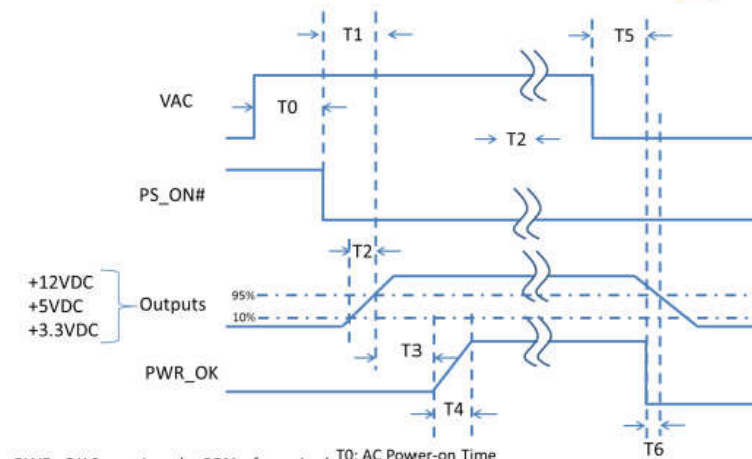 T1
T5
VAC
T0
T2
PS_ON#
T2
+12VDC
+5VDC
+3.3VDC
Outputs
95%
10%
T3
PWR_OK
T4
T6
T0: AC Power-on Time